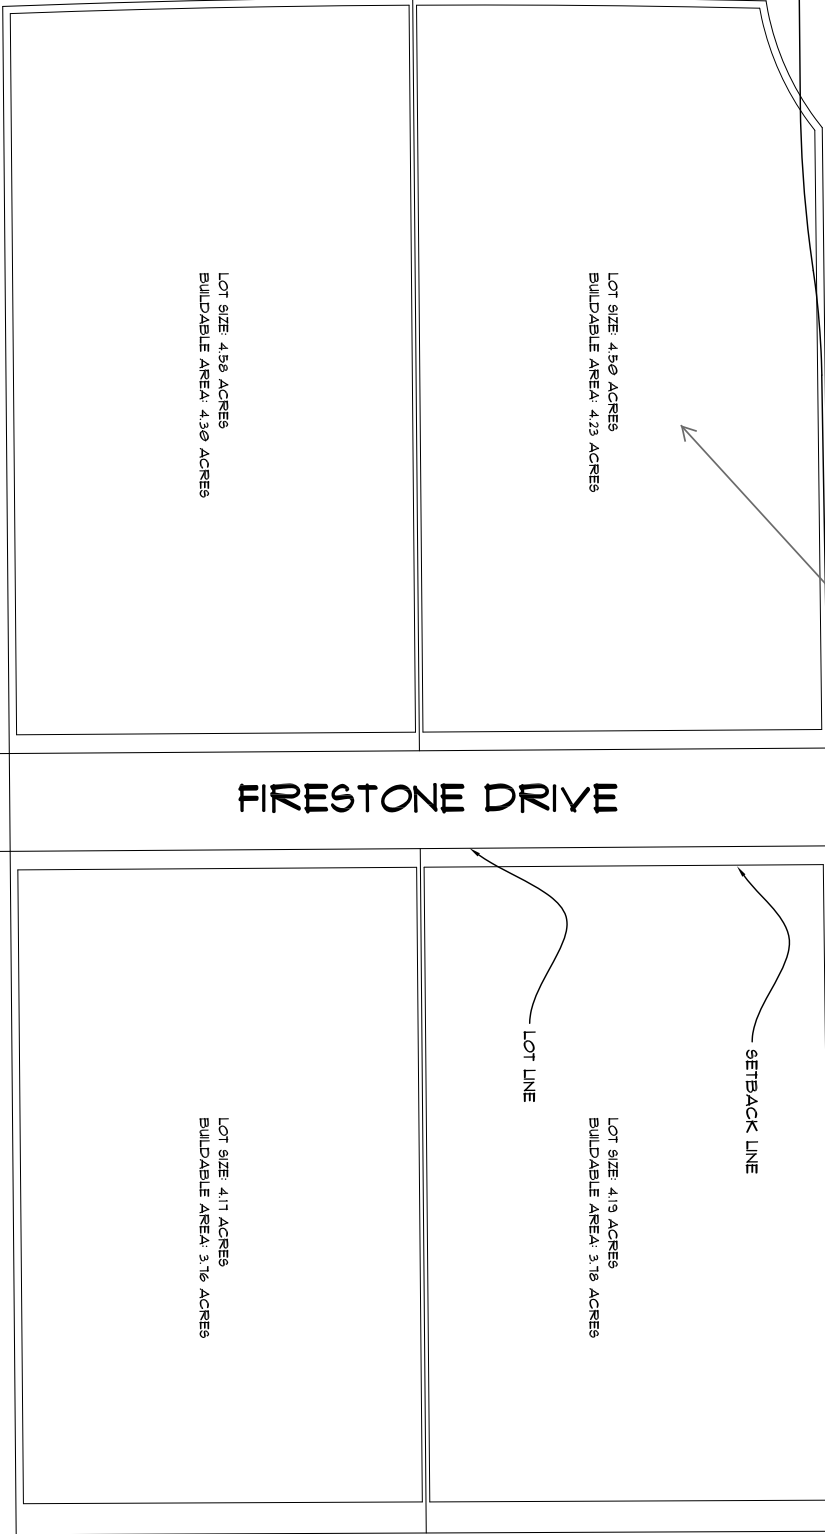 LOT SIZE: 4.58 ACRES
BUILDABLE AREA: 4.30 ACRES
LOT SIZE: 4.50 ACRES
BUILDABLE AREA: 4.23 ACRES
FIRESTONE DRIVE
LOT LINE
SETBACK LINE
LOT SIZE: 4.17 ACRES
BUILDABLE AREA: 3.76 ACRES
LOT SIZE: 4.19 ACRES
BUILDABLE AREA: 3.78 ACRES